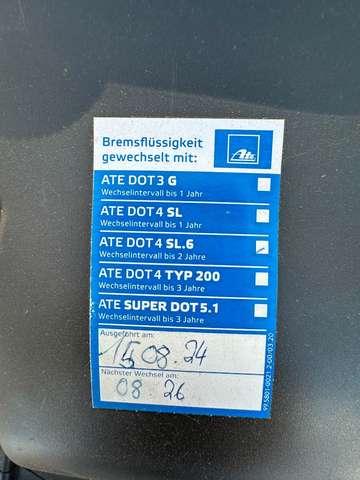 Bremsflüssigkeit
gewechselt mit:
Ate
ATE DOT 3 G
Wechselintervall bis 1 Jahr
ATE DOT 4 SL
Wechselintervall bis 1 Jahr
ATE DOT 4 SL.6
Wechselintervall bis 2 Jahre
ATE DOT 4 TYP 200
Wechselintervall bis 3 Jahre
ATE SUPER DOT 5.1
Wechselintervall bis 3 Jahre
Ausgeführt am:
15.08.24
Nächster Wechsel am:
08 26